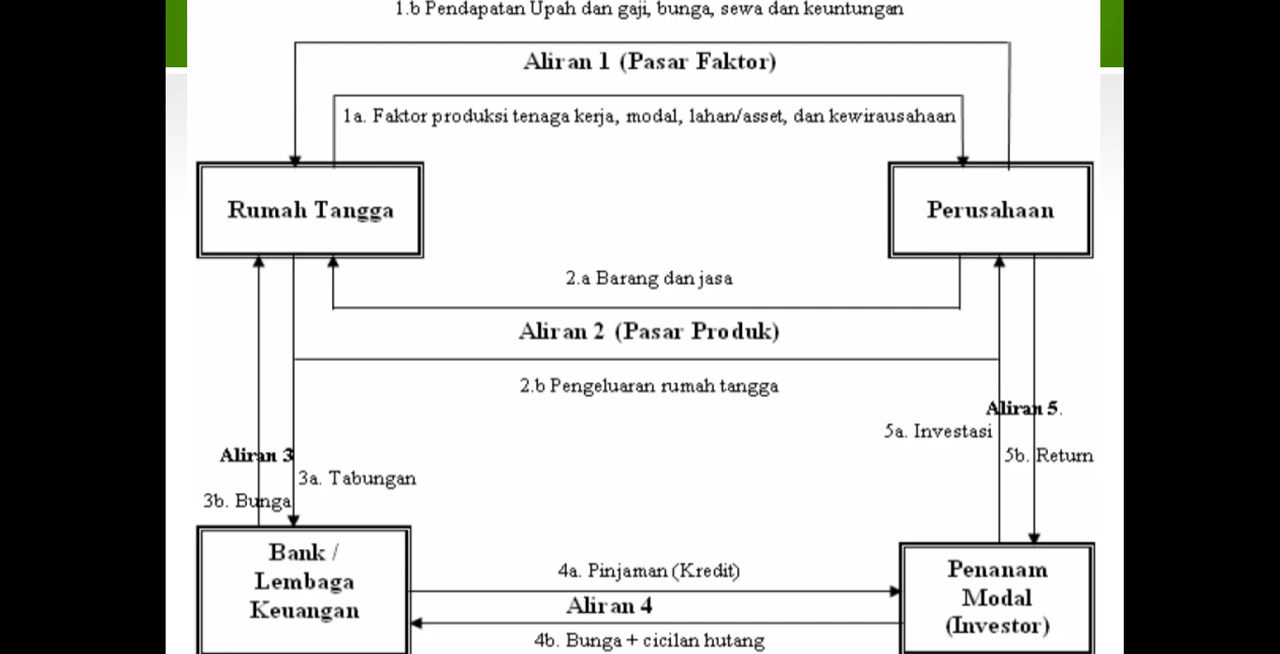 1.b Pendapatan Upah dan gaji, bunga, sewa dan keuntungan
Aliran 1 (Pasar Faktor)
1a. Faktor produksi tenaga kerja, modal, lahan/asset, dan kewirausahaan
Rumah Tangga
Perusahaan
2.a Barang dan jasa
Aliran 2 (Pasar Produk)
2.b Pengeluaran rumah tangga
Aliran 5.
5a. Investasi
5b. Return
Aliran 3
3a. Tabungan
3b. Bunga
Bank /
Lembaga
Keuangan
4a. Pinjaman (Kredit)
Aliran 4
4b. Bunga + cicilan hutang
Penanam
Modal
(Investor)